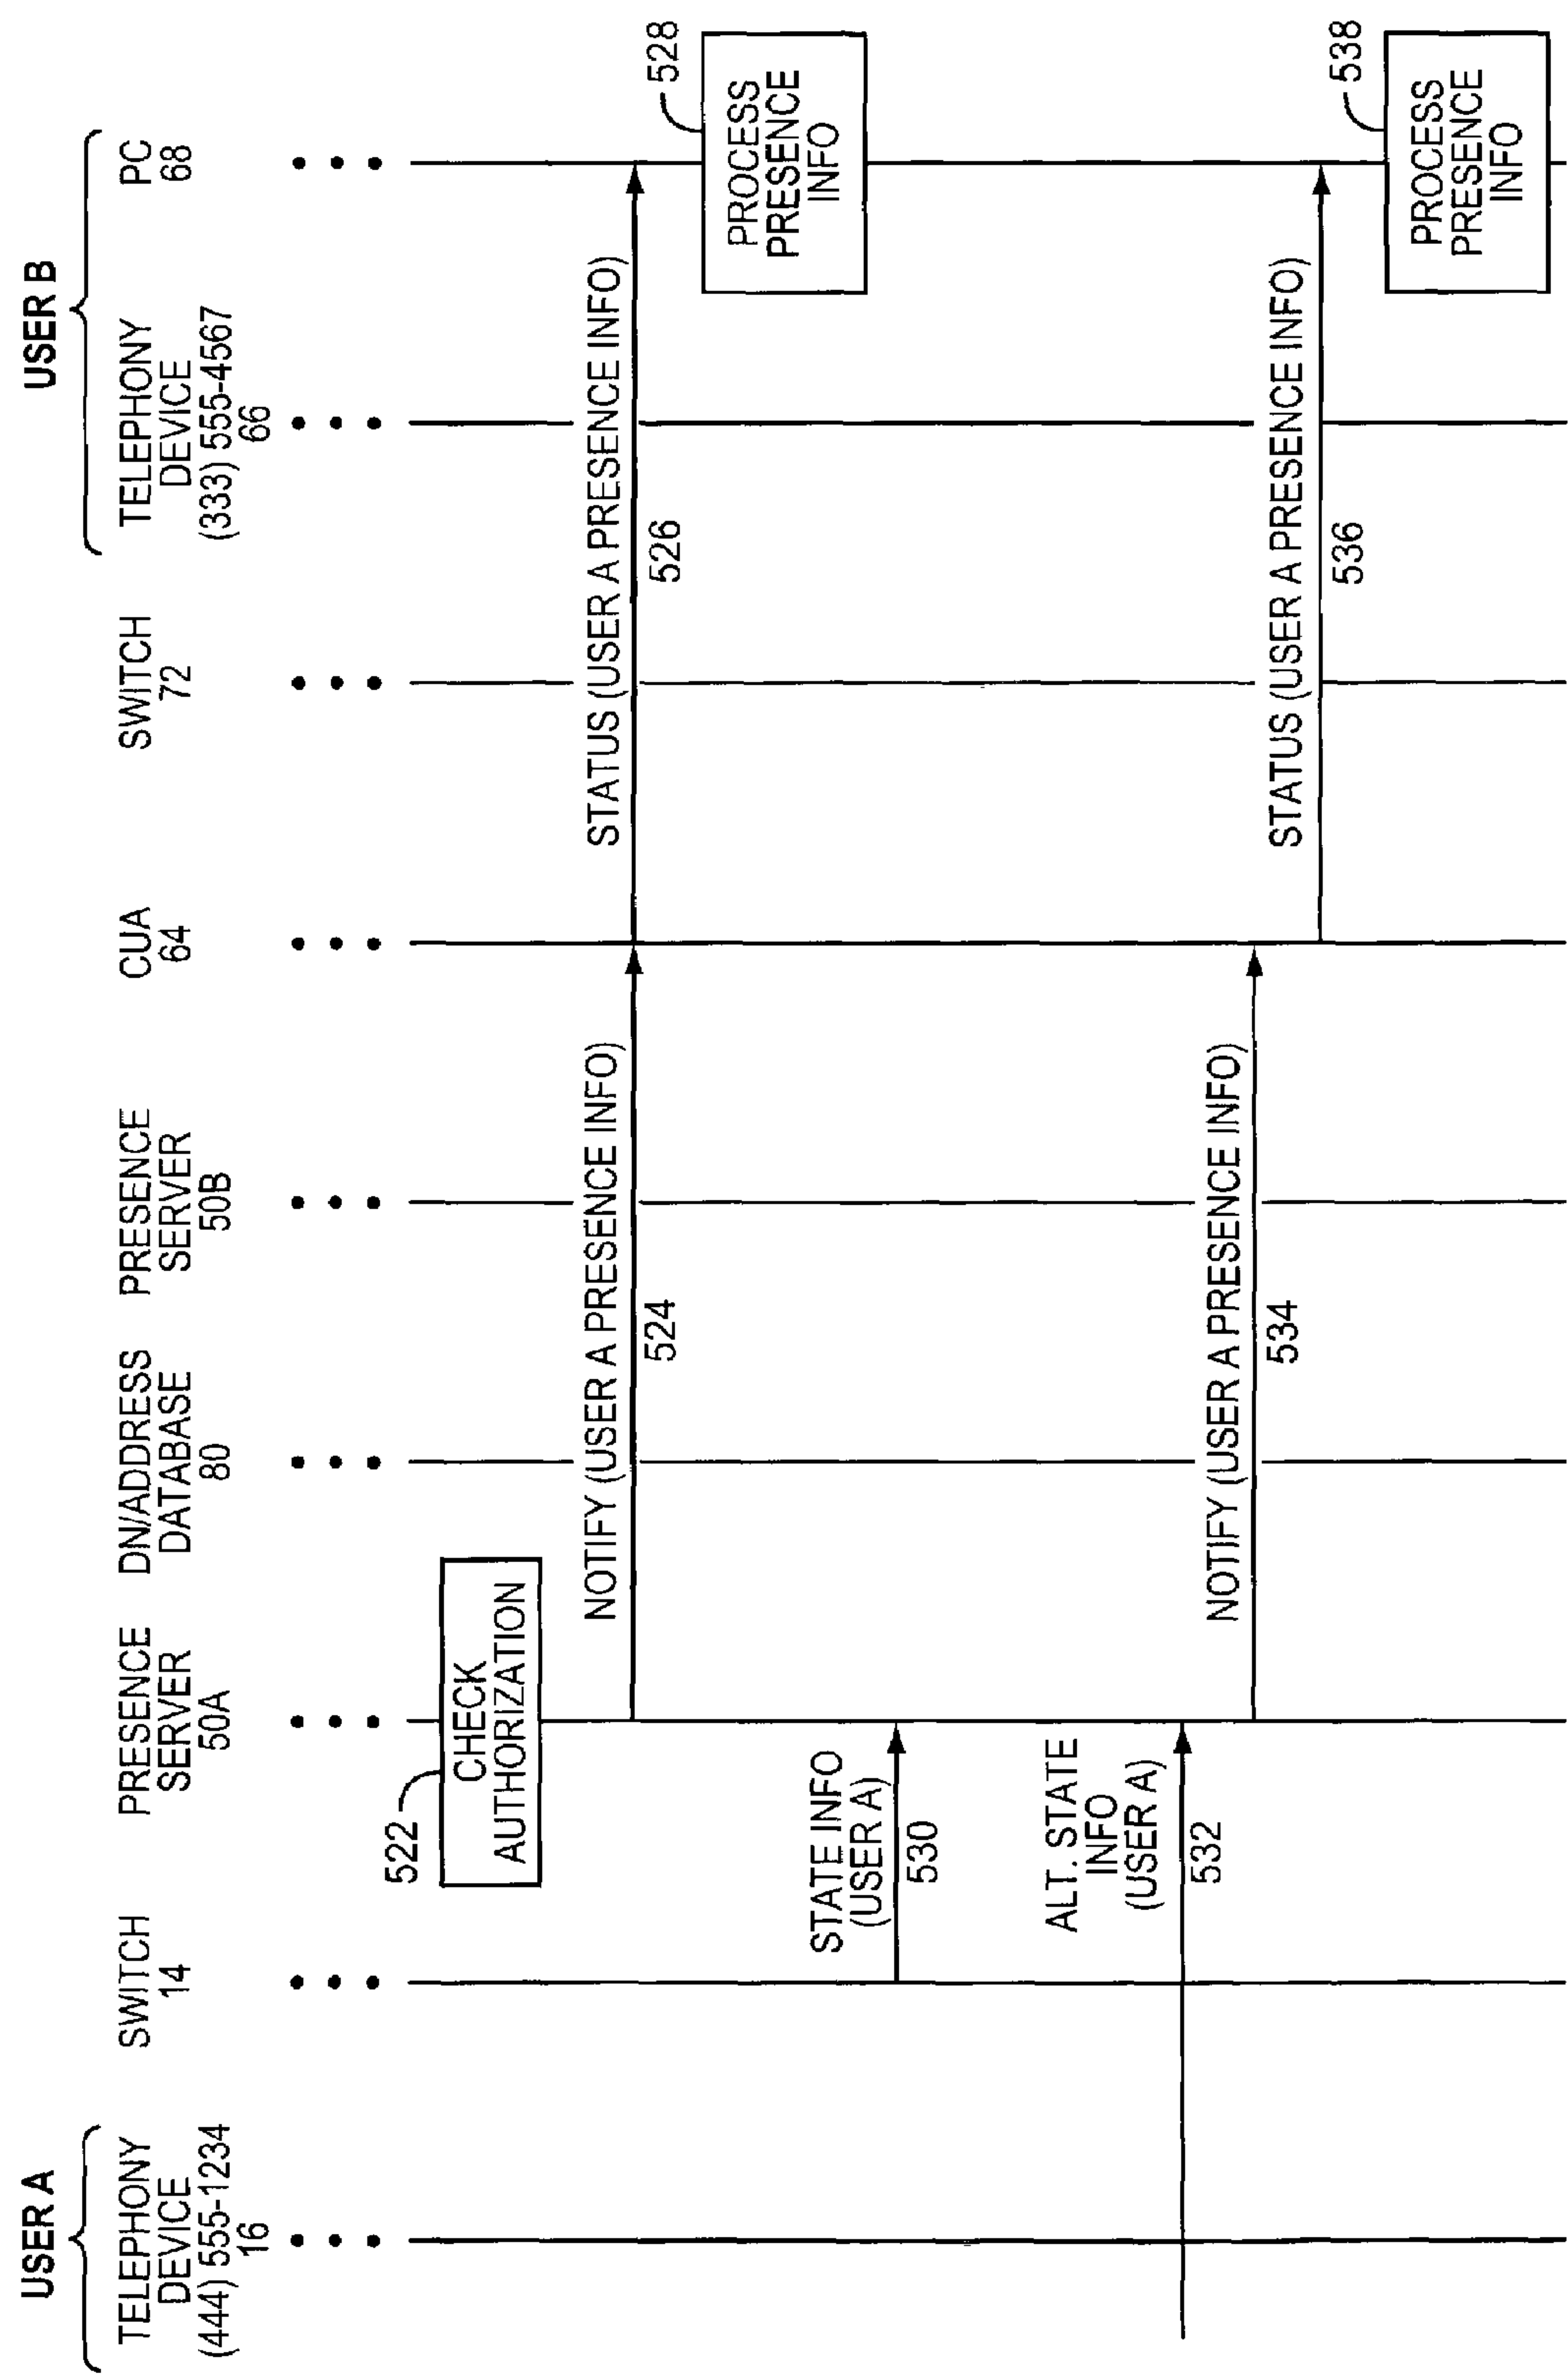 USER A
TELEPHONY
DEVICE
(444) 555-1234
16
SWITCH
14
PRESENCE
SERVER
50A
DN/ADDRESS
DATABASE
80
PRESENCE
SERVER
50B
CUA
64
SWITCH
72
USER B
TELEPHONY
DEVICE
(333) 555-4567
66
PC
68
522
CHECK
AUTHORIZATION
NOTIFY (USER A PRESENCE INFO)
524
STATUS (USER A PRESENCE INFO)
526
528
PROCESS
PRESENCE
INFO
STATE INFO
(USER A)
530
ALT. STATE
INFO
(USER A)
532
NOTIFY (USER A PRESENCE INFO)
534
STATUS (USER A PRESENCE INFO)
536
538
PROCESS
PRESENCE
INFO